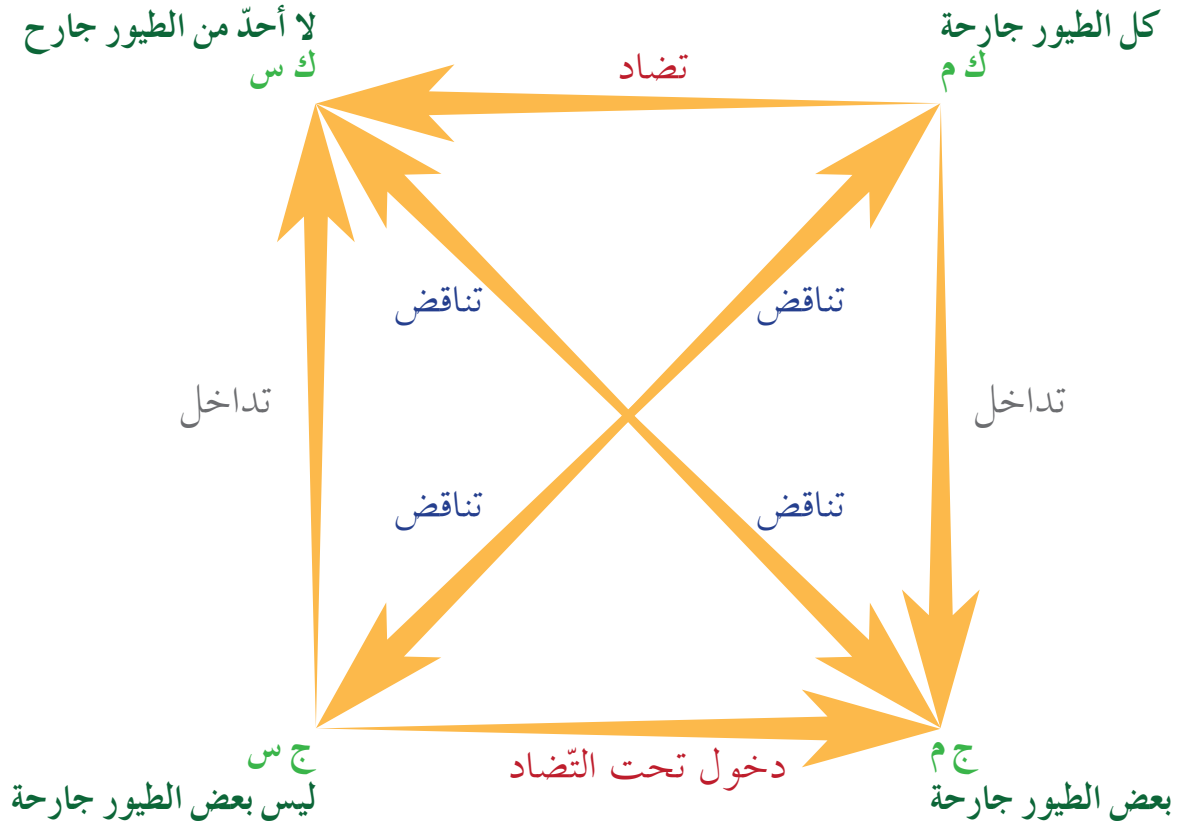 كل الطيور جارحة
ك م
لا أحدّ من الطيور جارح
ك س
تضاد
تناقض
تناقض
تداخل
تداخل
تناقض
تناقض
ج م
بعض الطيور جارحة
دخول تحت التّضاد
ج س
ليس بعض الطيور جارحة